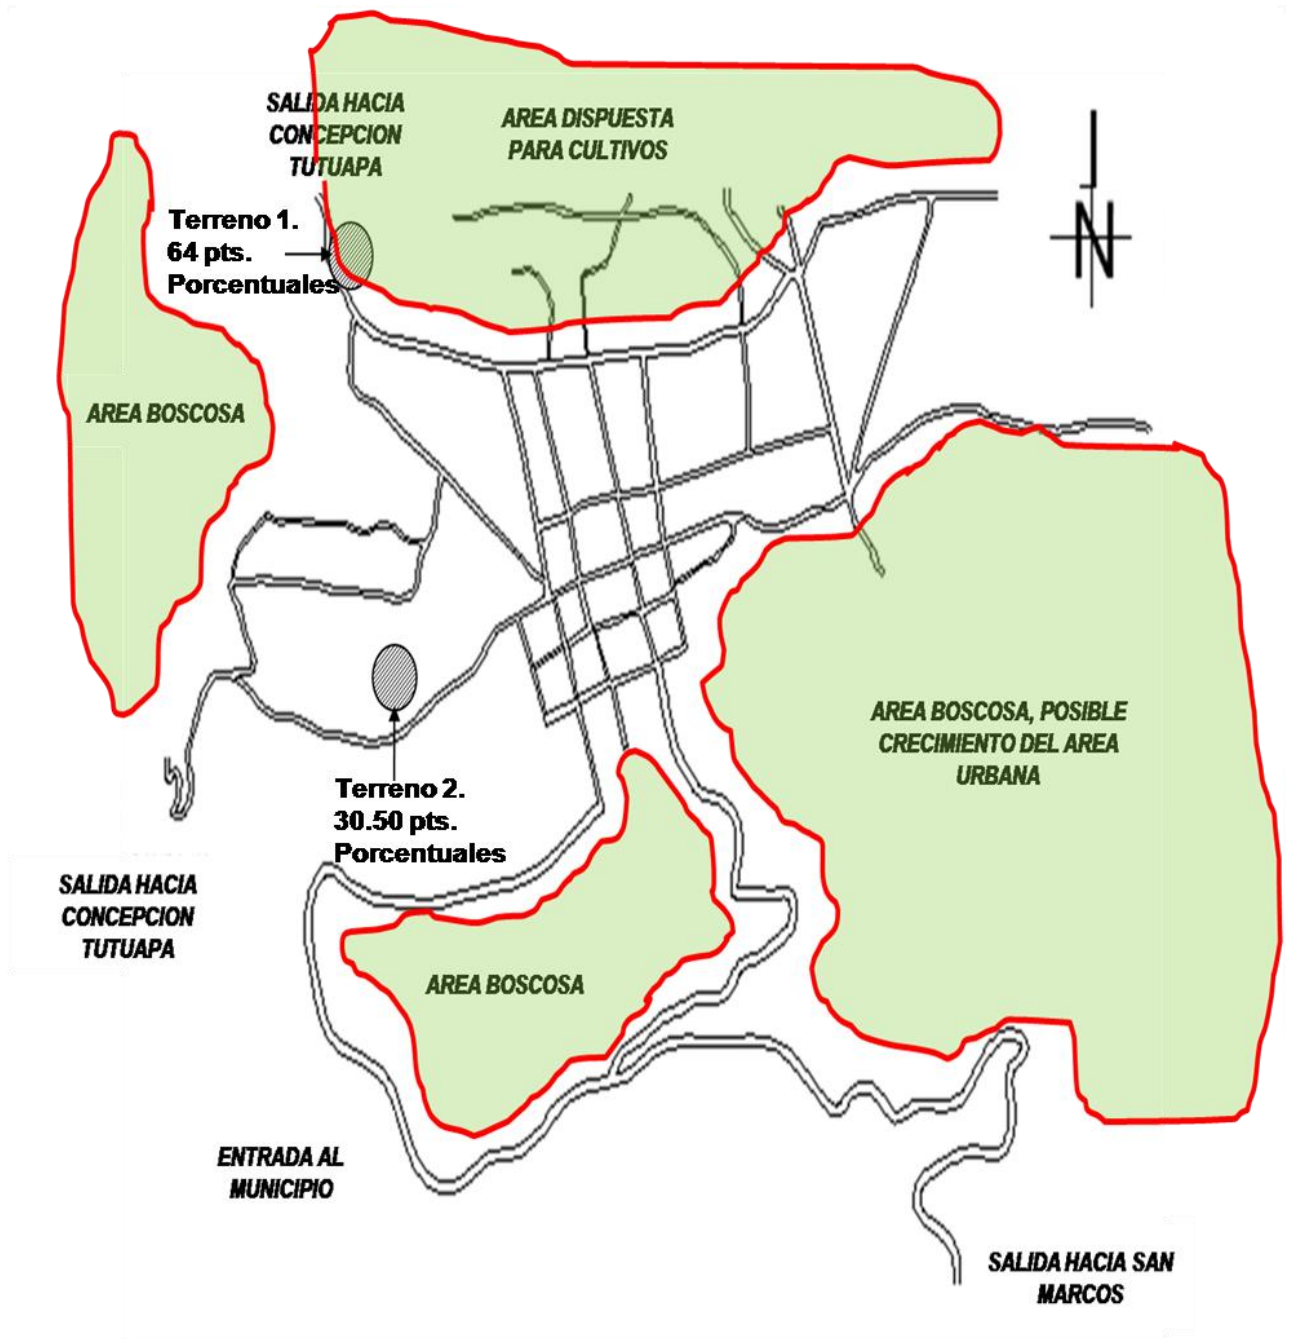 SALIDA HACIA
CONCEPCION
TUTUAPA
AREA DISPUESTA
PARA CULTIVOS
N
Terreno 1.
64 pts.
Porcentuales
AREA BOSCOSA
AREA BOSCOSA, POSIBLE
CRECIMIENTO DEL AREA
URBANA
Terreno 2.
30.50 pts.
Porcentuales
SALIDA HACIA
CONCEPCION
TUTUAPA
AREA BOSCOSA
ENTRADA AL
MUNICIPIO
SALIDA HACIA SAN
MARCOS